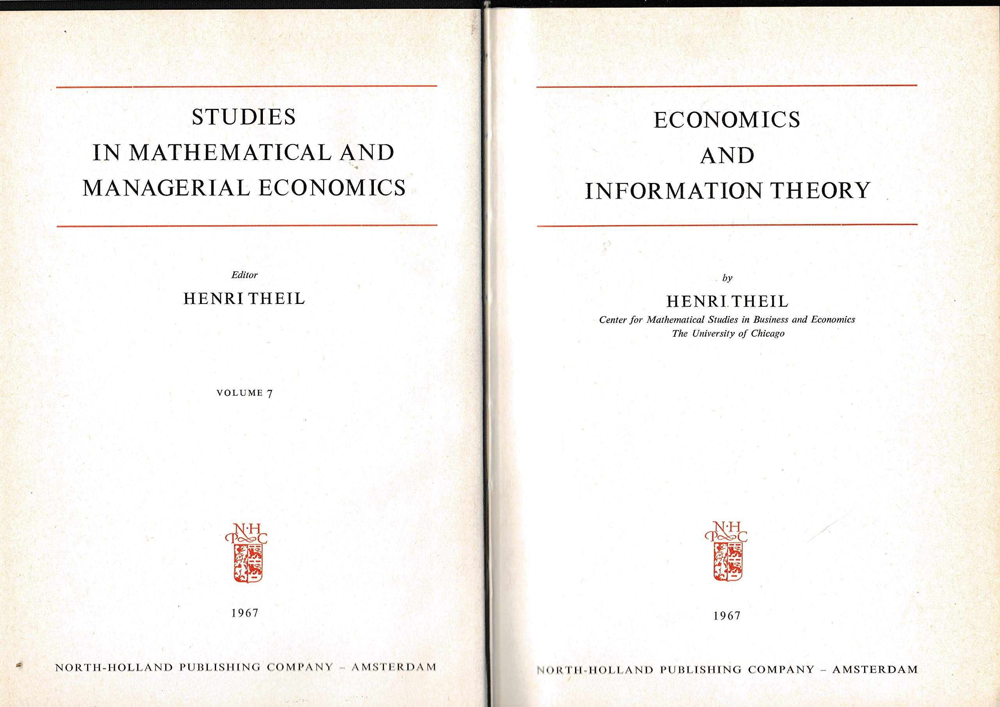 STUDIES
IN MATHEMATICAL AND
MANAGERIAL ECONOMICS
Editor
HENRI THEIL
VOLUME 7
N·H
P C
1967
NORTH-HOLLAND PUBLISHING COMPANY – AMSTERDAM
ECONOMICS
AND
INFORMATION THEORY
by
HENRI THEIL
Center for Mathematical Studies in Business and Economics
The University of Chicago
N·H
P C
1967
NORTH-HOLLAND PUBLISHING COMPANY – AMSTERDAM